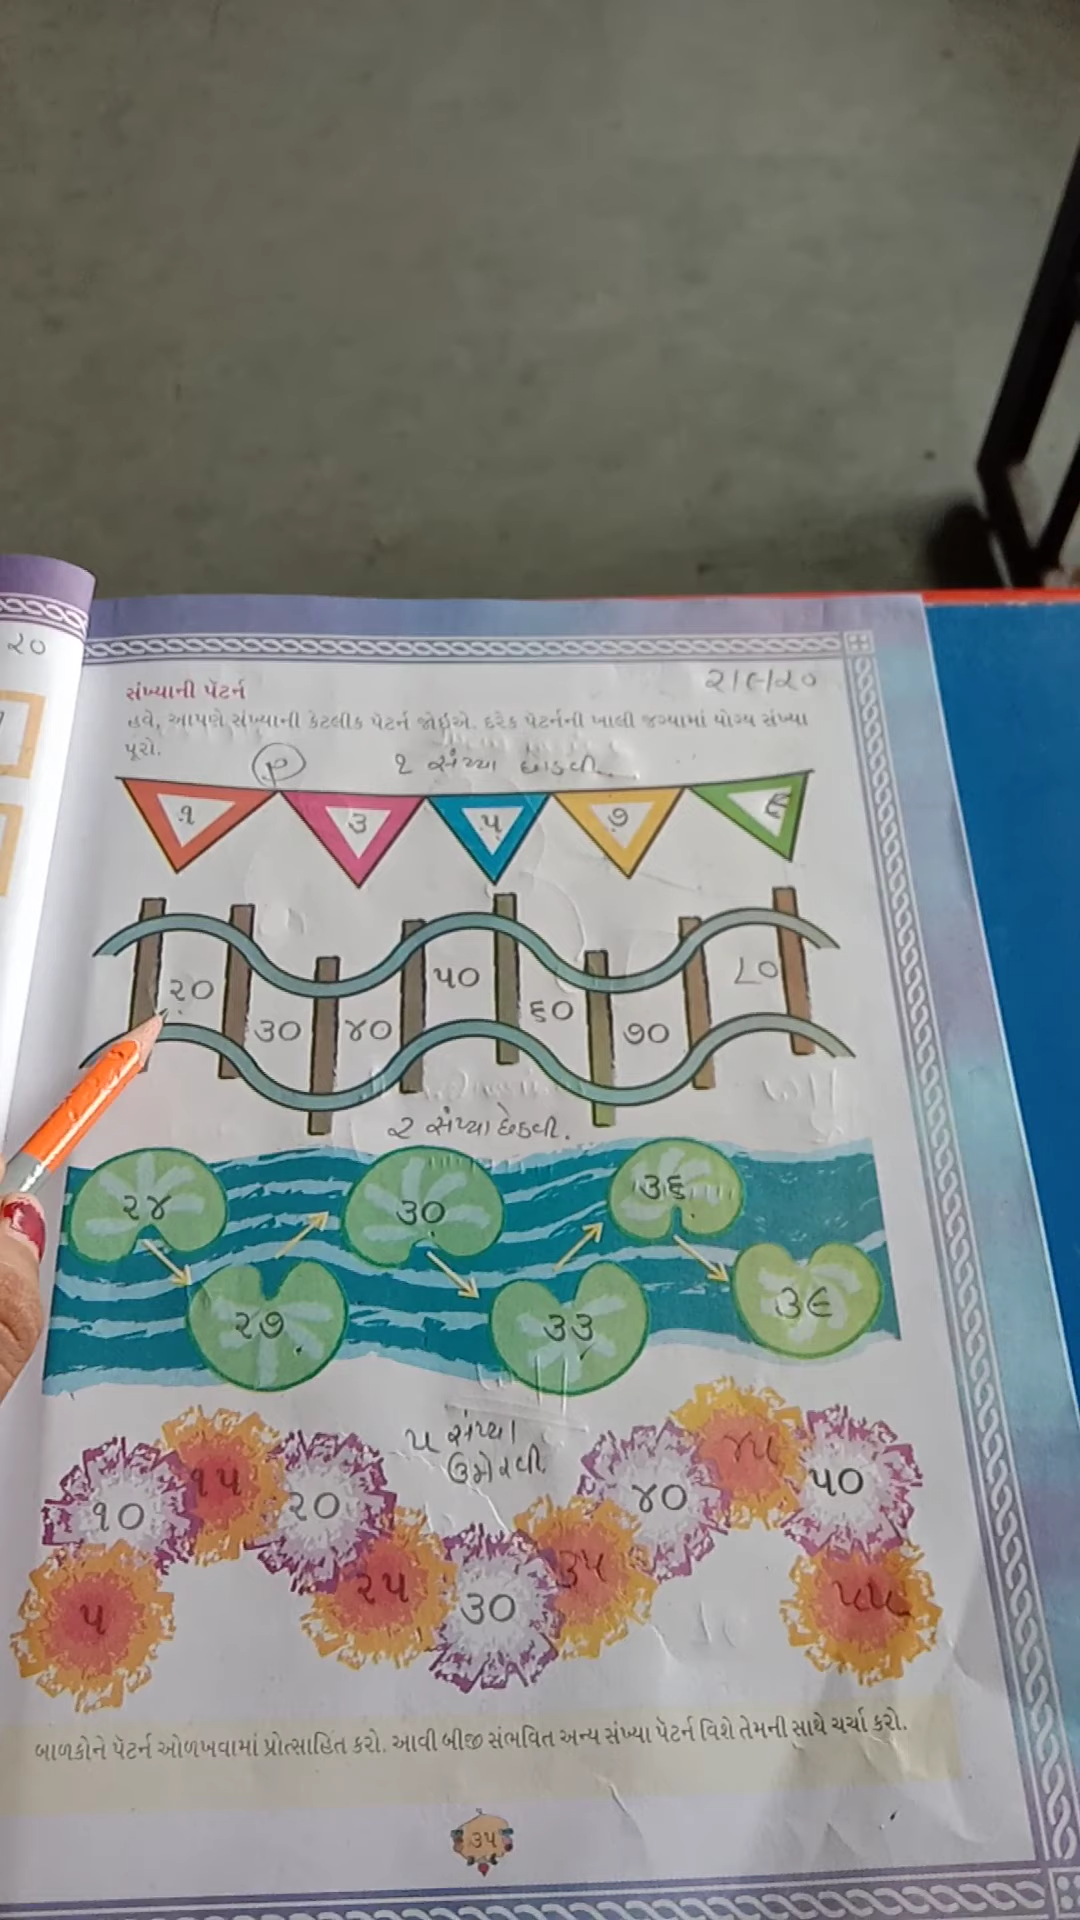 ૨૦
૨/૯/૨૦
સંખ્યાની પૅટર્ન
હવે, આપણે સંખ્યાની કેટલીક પેટર્ન જોઈએ. દરેક પૅટર્નની ખાલી જગ્યામાં યોગ્ય સંખ્યા
પૂરો.
૧ સંખ્યા છોડવી.
૧ ૩ ૫ ૭ ૯
૨૦ ૩૦ ૪૦ ૫૦ ૬૦ ૭૦ ૮૦
૨ સંખ્યા છોડવી.
૨૪ ૩૦ ૩૬
૨૭ ૩૩ ૩૯
૫ સંખ્યા
ઉમેરવી.
૧૦ ૧૫ ૨૦ ૪૦ ૪૫ ૫૦
૫ ૨૫ ૩૦ ૩૫ ૫૫
બાળકોને પૅટર્ન ઓળખવામાં પ્રોત્સાહિત કરો. આવી બીજી સંભવિત અન્ય સંખ્યા પૅટર્ન વિશે તેમની સાથે ચર્ચા કરો.
૩૫